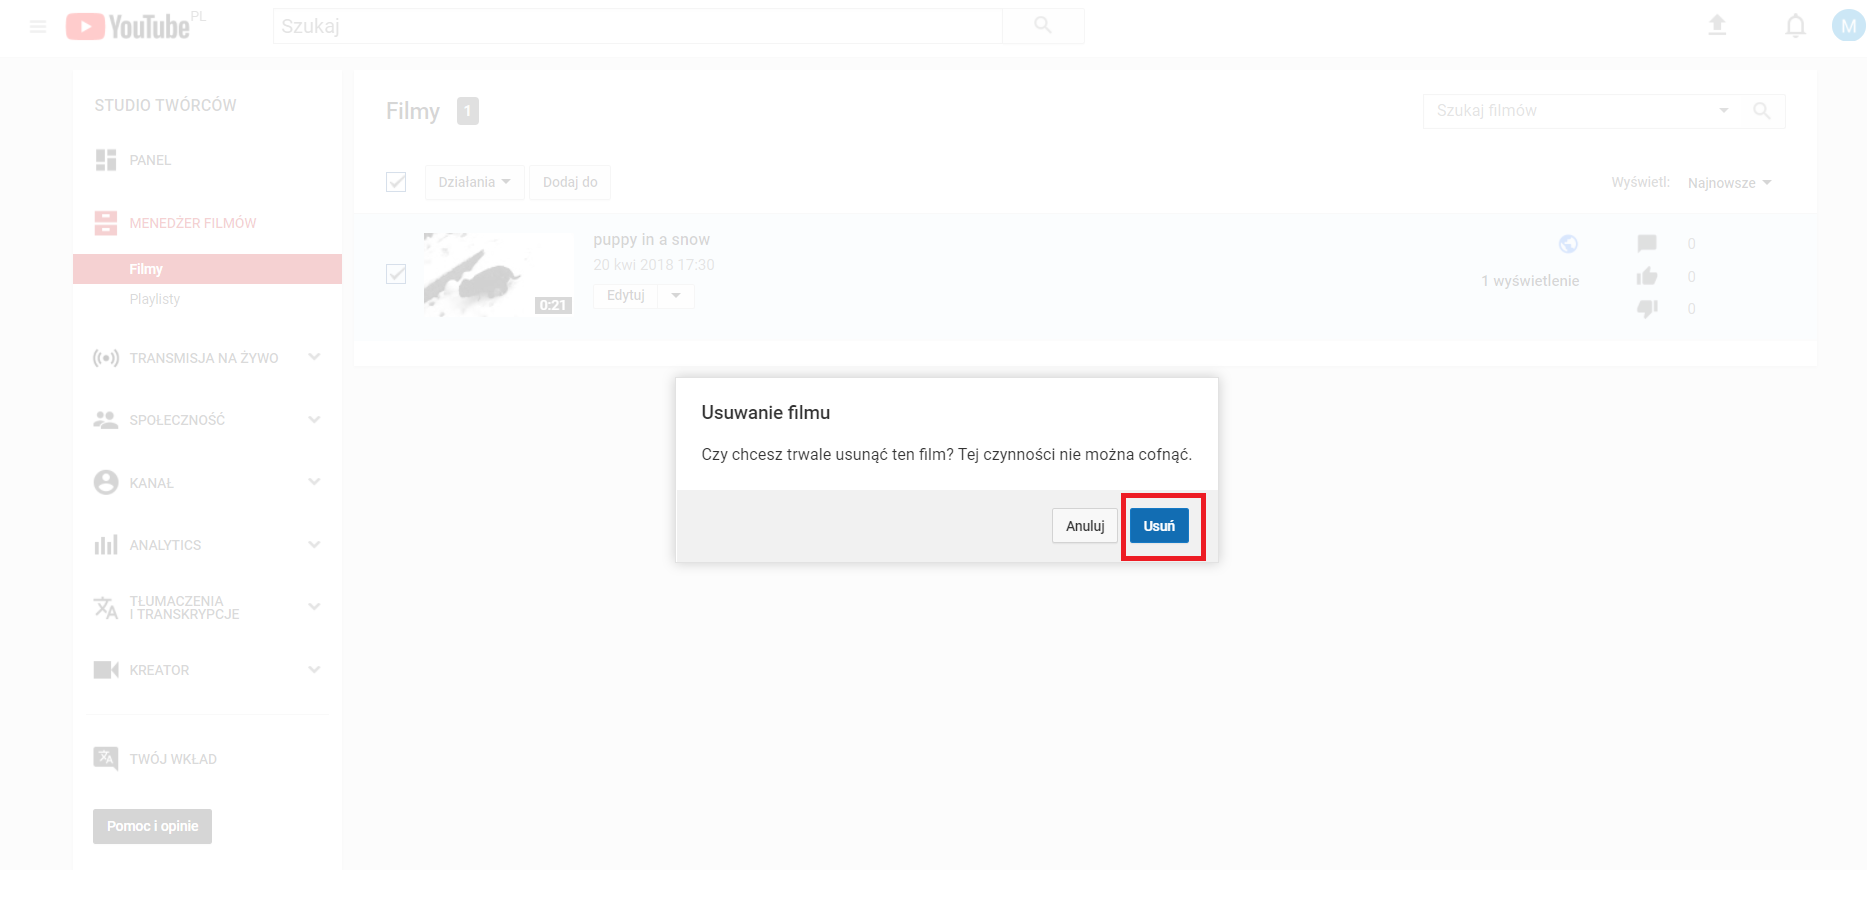 YouTube PL
Szukaj
M
STUDIO TWÓRCÓW
PANEL
MENEDŻER FILMÓW
Filmy
Playlisty
TRANSMISJA NA ŻYWO
SPOŁECZNOŚĆ
KANAŁ
ANALYTICS
TŁUMACZENIA
I TRANSKRYPCJE
KREATOR
TWÓJ WKŁAD
Pomoc i opinie
Filmy 1
Szukaj filmów
Działania Dodaj do
Wyświetl: Najnowsze
puppy in a snow
20 kwi 2018 17:30
Edytuj
0:21
1 wyświetlenie
0
0
0
Usuwanie filmu
Czy chcesz trwale usunąć ten film? Tej czynności nie można cofnąć.
Anuluj Usuń